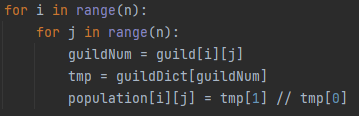 for i in range(n):
    for j in range(n):
        guildNum = guild[i][j]
        tmp = guildDict[guildNum]
        population[i][j] = tmp[1] // tmp[0]